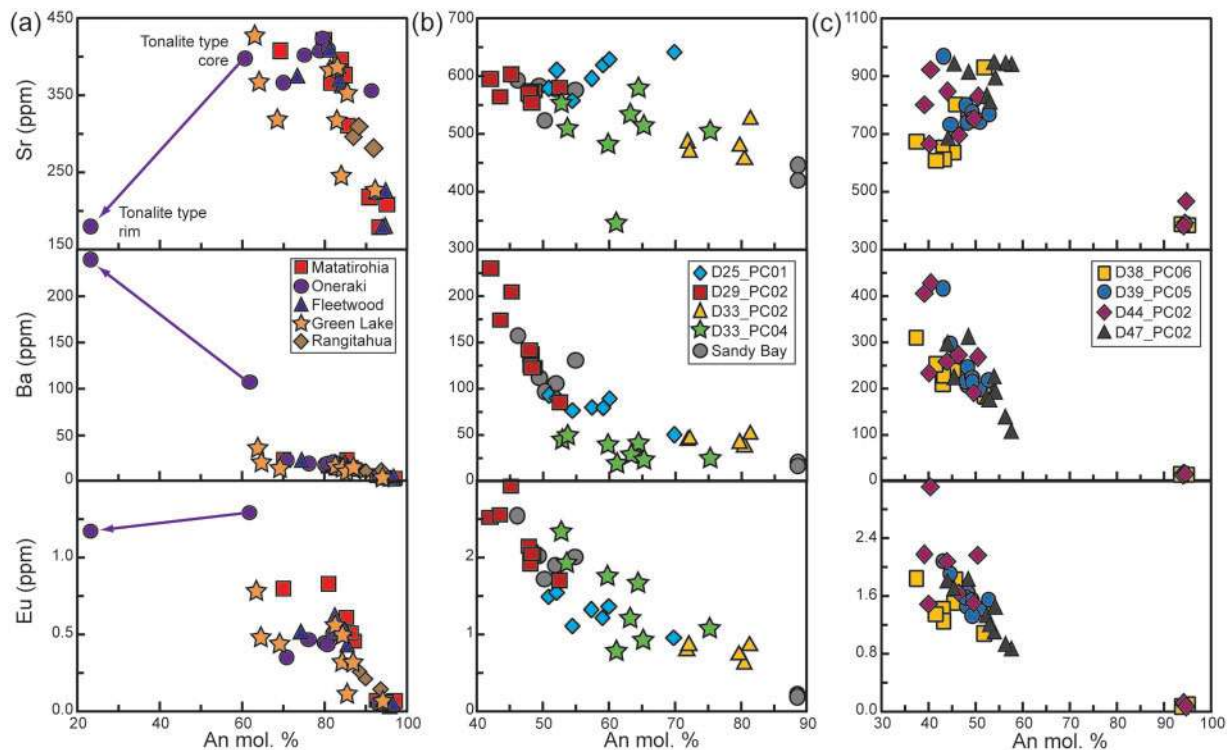 (a)
450
350
250
150
Sr (ppm)
Tonalite type
core
Tonalite type
rim
200
150
100
50
0
Ba (ppm)
Matatirohia
Oneraki
Fleetwood
Green Lake
Rangitahua
1.0
0.5
0.0
Eu (ppm)
20 40 60 80 100
An mol. %
(b)
700
600
500
400
300
200
150
100
50
0
D25_PC01
D29_PC02
D33_PC02
D33_PC04
Sandy Bay
2
1
0
40 50 60 70 80 90
An mol. %
(c)
1100
900
700
500
300
400
300
200
100
0
D38_PC06
D39_PC05
D44_PC02
D47_PC02
2.4
1.6
0.8
0.0
30 40 50 60 70 80 90 100
An mol. %